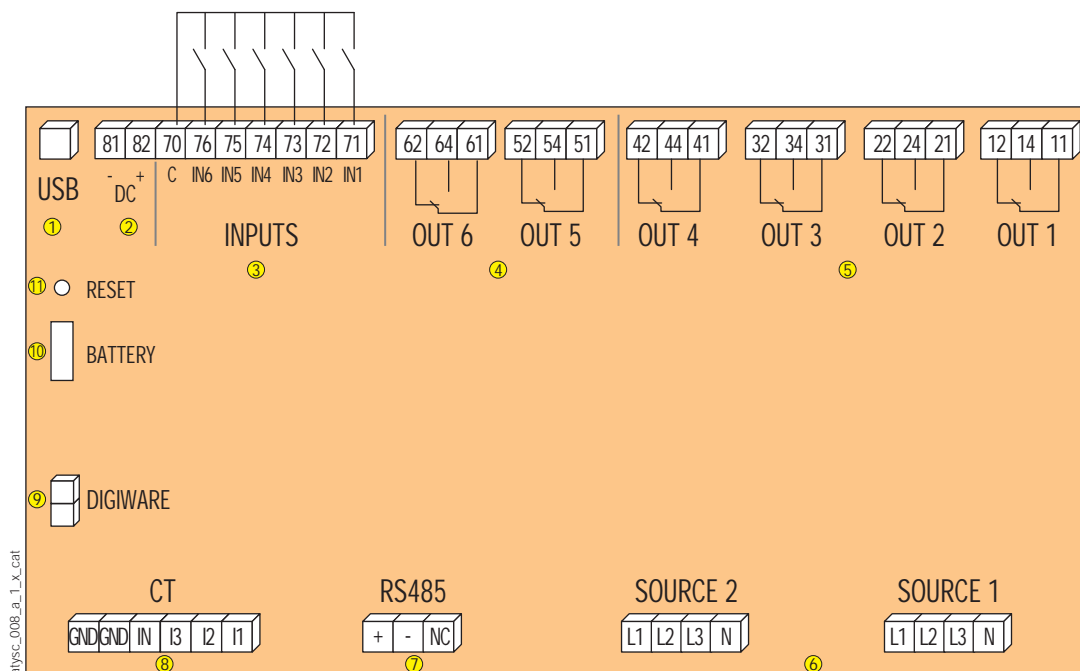 81 82 70 76 75 74 73 72 71
62 64 61
52 54 51
42 44 41
32 34 31
22 24 21
12 14 11
- + C IN6 IN5 IN4 IN3 IN2 IN1
USB
DC
1
2
INPUTS
3
OUT 6
OUT 5
4
OUT 4
OUT 3
OUT 2
OUT 1
5
11 RESET
10 BATTERY
9 DIGIWARE
CT
RS485
SOURCE 2
SOURCE 1
GND GND IN I3 I2 I1
+ - NC
L1 L2 L3 N
L1 L2 L3 N
8
7
6